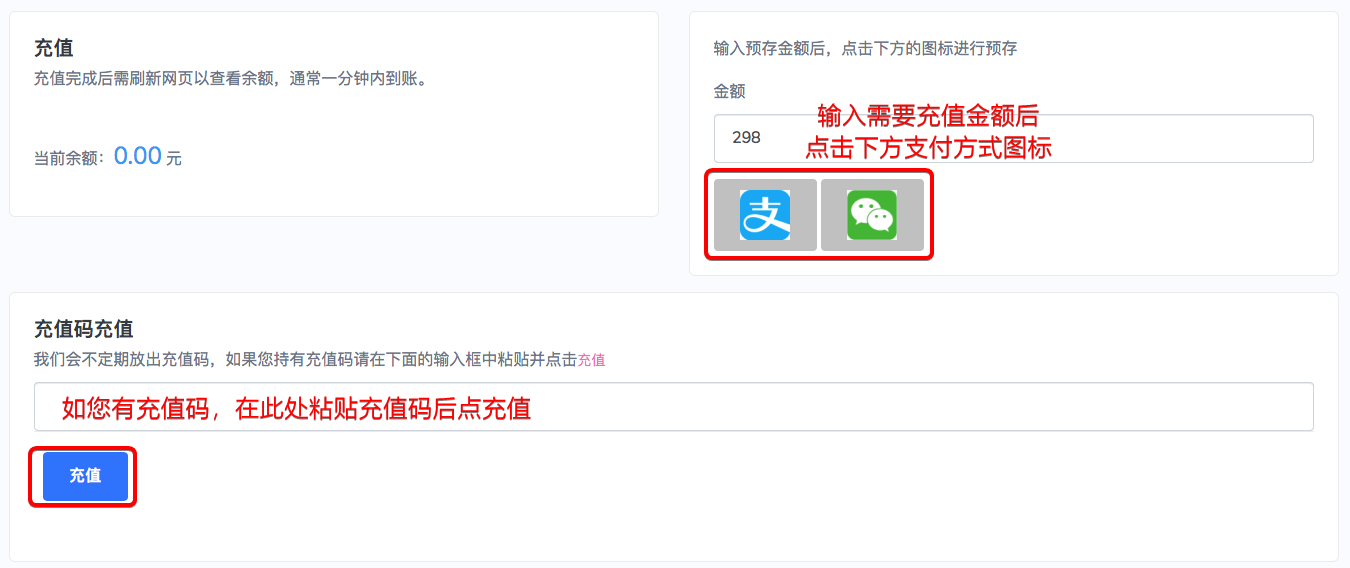 充值
充值完成后需刷新网页以查看余额，通常一分钟内到账。
当前余额：0.00 元
输入预存金额后，点击下方的图标进行预存
金额
输入需要充值金额后
298
点击下方支付方式图标
支
充值码充值
我们会不定期放出充值码，如果您持有充值码请在下面的输入框中粘贴并点击充值
如您有充值码，在此处粘贴充值码后点充值
充值